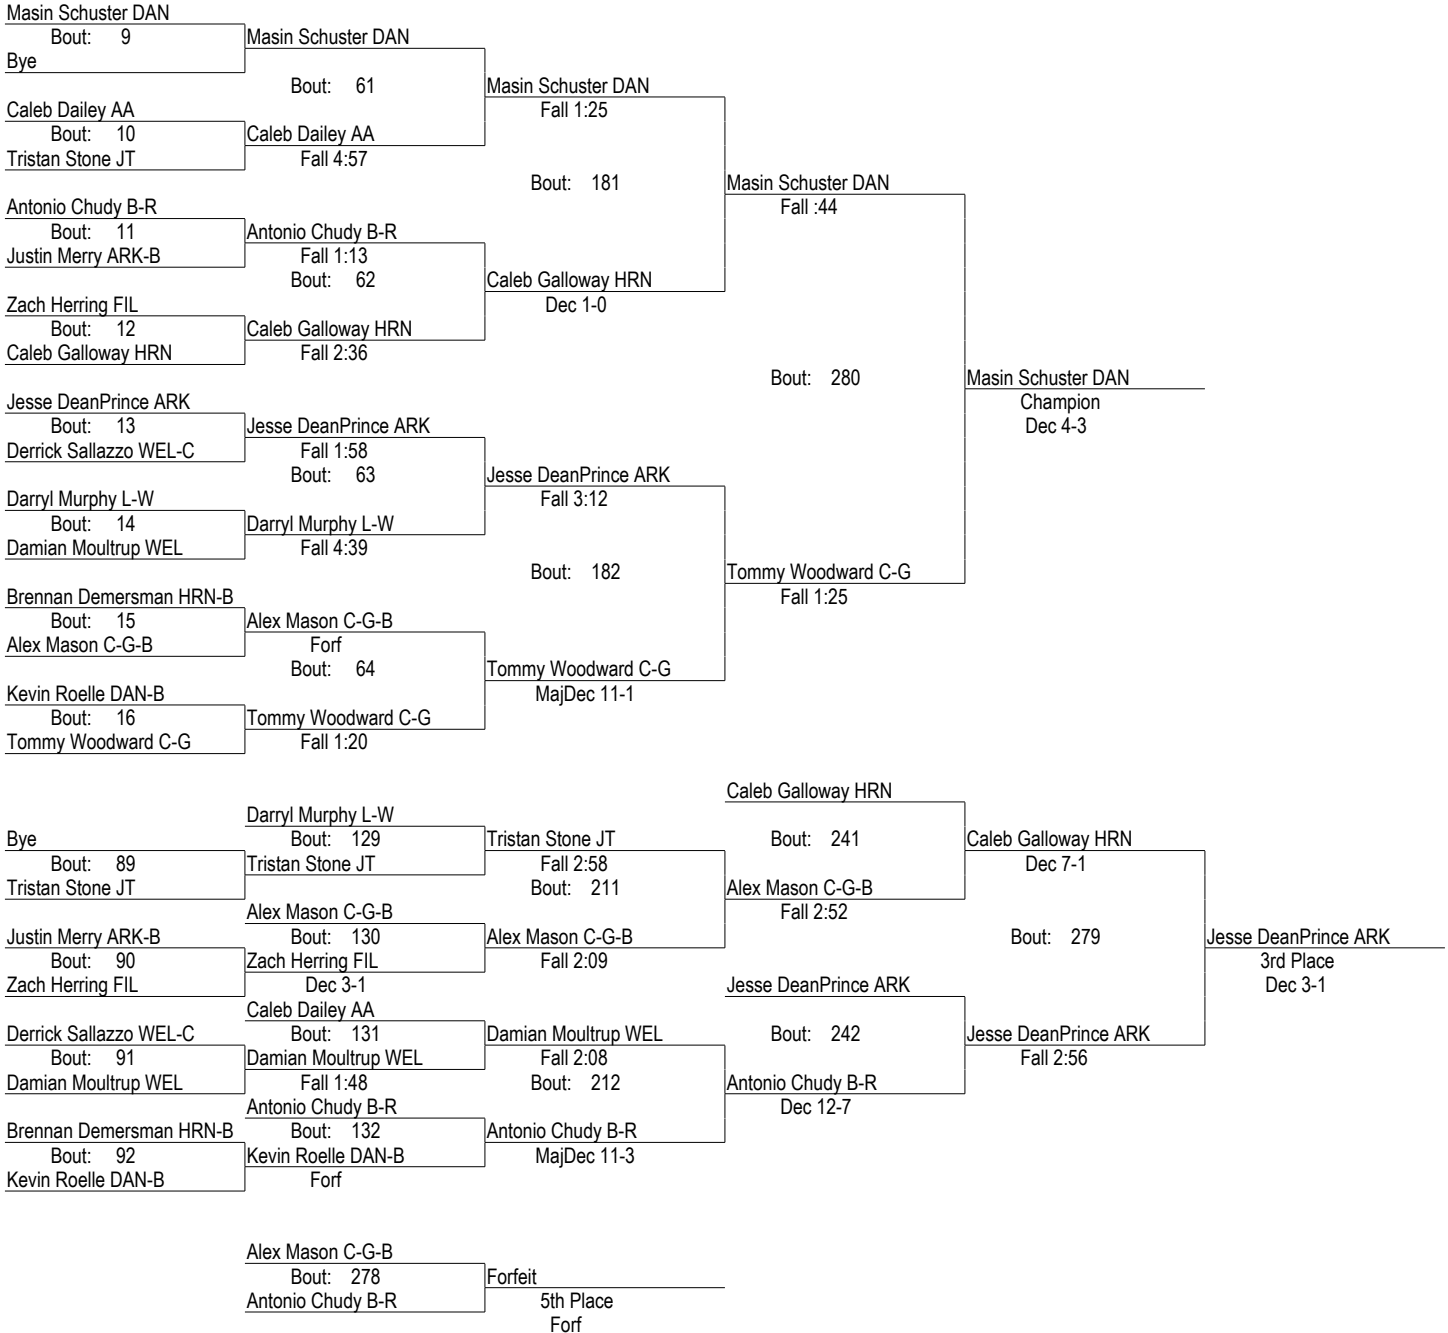 Masin Schuster DAN
Bout: 9
Masin Schuster DAN
Bye
Bout: 61
Masin Schuster DAN
Caleb Dailey AA
Fall 1:25
Bout: 10
Caleb Dailey AA
Tristan Stone JT
Fall 4:57
Bout: 181
Masin Schuster DAN
Antonio Chudy B-R
Fall :44
Bout: 11
Antonio Chudy B-R
Justin Merry ARK-B
Fall 1:13
Bout: 62
Caleb Galloway HRN
Zach Herring FIL
Dec 1-0
Bout: 12
Caleb Galloway HRN
Caleb Galloway HRN
Fall 2:36
Bout: 280
Masin Schuster DAN
Jesse DeanPrince ARK
Champion
Bout: 13
Jesse DeanPrince ARK
Dec 4-3
Derrick Sallazzo WEL-C
Fall 1:58
Bout: 63
Jesse DeanPrince ARK
Darryl Murphy L-W
Fall 3:12
Bout: 14
Darryl Murphy L-W
Damian Moultrup WEL
Fall 4:39
Bout: 182
Tommy Woodward C-G
Brennan Demersman HRN-B
Fall 1:25
Bout: 15
Alex Mason C-G-B
Alex Mason C-G-B
Forf
Bout: 64
Tommy Woodward C-G
Kevin Roelle DAN-B
MajDec 11-1
Bout: 16
Tommy Woodward C-G
Tommy Woodward C-G
Fall 1:20
Caleb Galloway HRN
Darryl Murphy L-W
Bye
Bout: 129
Tristan Stone JT
Bout: 241
Caleb Galloway HRN
Bout: 89
Tristan Stone JT
Fall 2:58
Dec 7-1
Tristan Stone JT
Bout: 211
Alex Mason C-G-B
Alex Mason C-G-B
Fall 2:52
Justin Merry ARK-B
Bout: 130
Alex Mason C-G-B
Bout: 279
Jesse DeanPrince ARK
Bout: 90
Zach Herring FIL
Fall 2:09
3rd Place
Zach Herring FIL
Dec 3-1
Jesse DeanPrince ARK
Dec 3-1
Caleb Dailey AA
Derrick Sallazzo WEL-C
Bout: 131
Damian Moultrup WEL
Bout: 242
Jesse DeanPrince ARK
Bout: 91
Damian Moultrup WEL
Fall 2:08
Fall 2:56
Damian Moultrup WEL
Fall 1:48
Bout: 212
Antonio Chudy B-R
Antonio Chudy B-R
Dec 12-7
Brennan Demersman HRN-B
Bout: 132
Antonio Chudy B-R
Bout: 92
Kevin Roelle DAN-B
MajDec 11-3
Kevin Roelle DAN-B
Forf
Alex Mason C-G-B
Bout: 278
Forfeit
Antonio Chudy B-R
5th Place
Forf